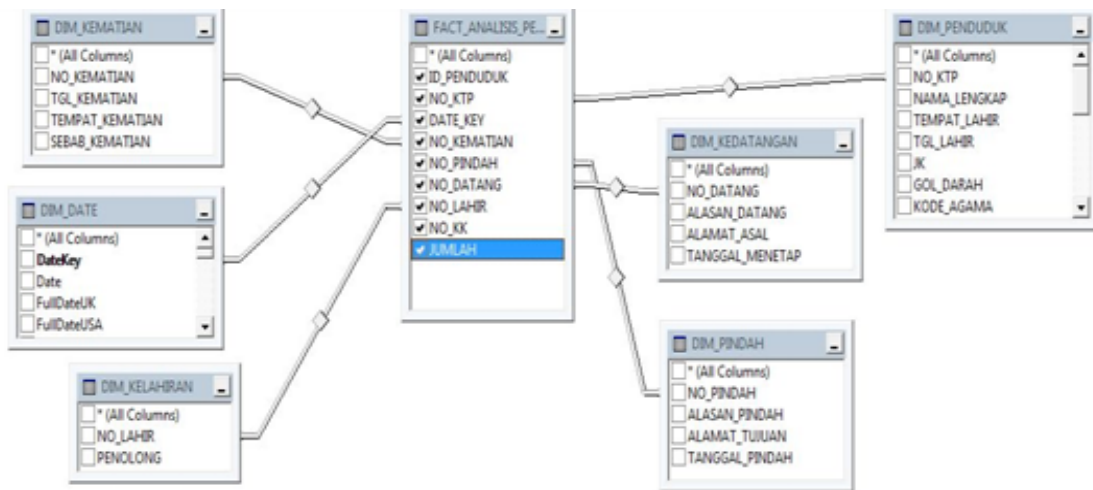 DIM_KEMATIAN
* (All Columns)
NO_KEMATIAN
TGL_KEMATIAN
TEMPAT_KEMATIAN
SEBAB_KEMATIAN
DIM_DATE
* (All Columns)
DateKey
Date
FullDateUK
FullDateUSA
DIM_KELAHIRAN
* (All Columns)
NO_LAHIR
PENOLONG
FACT_ANALISIS_PE...
* (All Columns)
ID_PENDUDUK
NO_KTP
DATE_KEY
NO_KEMATIAN
NO_PINDAH
NO_DATANG
NO_LAHIR
NO_KK
JUMLAH
DIM_KEDATANGAN
* (All Columns)
NO_DATANG
ALASAN_DATANG
ALAMAT_ASAL
TANGGAL_MENETAP
DIM_PINDAH
* (All Columns)
NO_PINDAH
ALASAN_PINDAH
ALAMAT_TUJUAN
TANGGAL_PINDAH
DIM_PENDUDUK
* (All Columns)
NO_KTP
NAMA_LENGKAP
TEMPAT_LAHIR
TGL_LAHIR
JK
GOL_DARAH
KODE_AGAMA